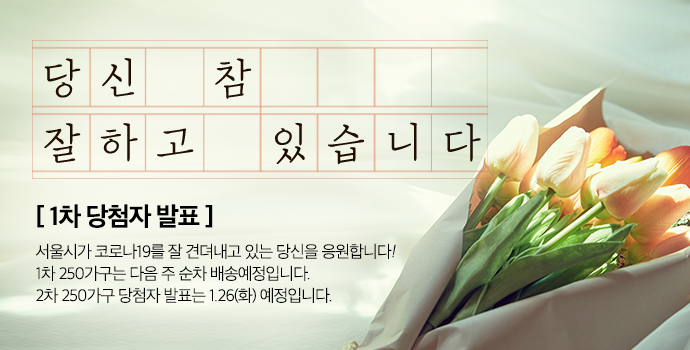 당신 참
잘하고 있습니다
[ 1차 당첨자 발표 ]
서울시가 코로나19를 잘 견뎌내고 있는 당신을 응원합니다!
1차 250가구는 다음 주 순차 배송예정입니다.
2차 250가구 당첨자 발표는 1.26(화) 예정입니다.